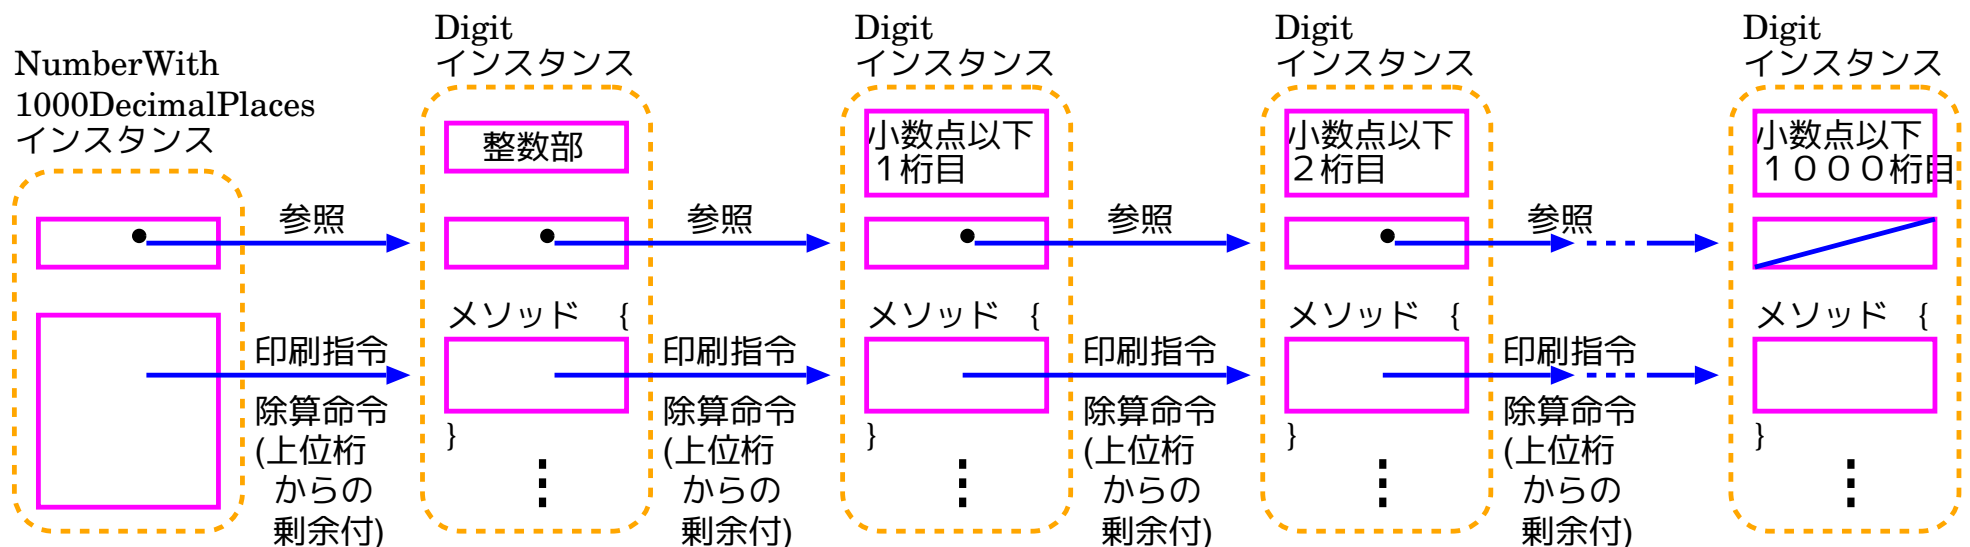 NumberWith
1000DecimalPlaces
インスタンス
参照
印刷指令
除算命令
(上位桁
からの
剰余付)
Digit
インスタンス
整数部
メソッド {
}
参照
印刷指令
除算命令
(上位桁
からの
剰余付)
Digit
インスタンス
小数点以下
１桁目
メソッド {
}
参照
印刷指令
除算命令
(上位桁
からの
剰余付)
Digit
インスタンス
小数点以下
２桁目
メソッド {
}
参照
印刷指令
除算命令
(上位桁
からの
剰余付)
Digit
インスタンス
小数点以下
１０００桁目
メソッド {
}